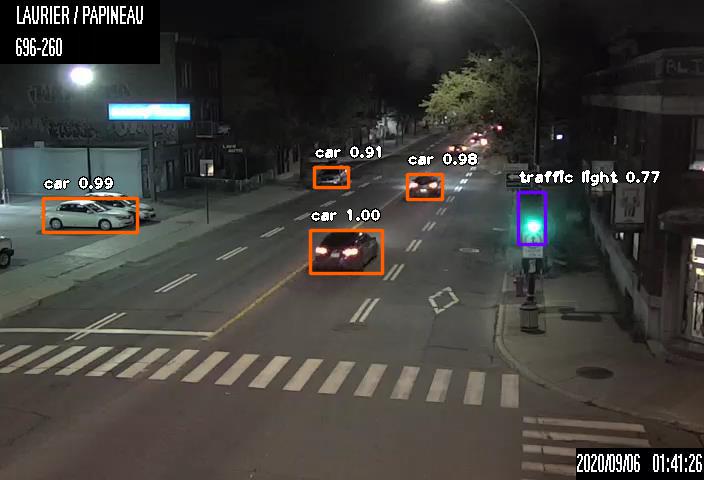 LAURIER / PAPINEAU
696-260
car 0.91
car 0.98
traffic light 0.77
car 0.99
car 1.00
2020/09/06 01:41:26